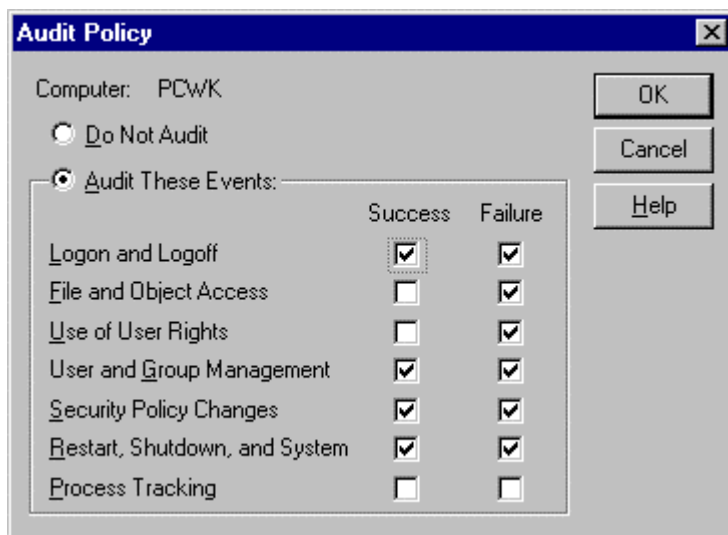 Audit Policy
Computer: PCWK
OK
Do Not Audit
Cancel
Audit These Events:
Help
Success Failure
Logon and Logoff
File and Object Access
Use of User Rights
User and Group Management
Security Policy Changes
Restart, Shutdown, and System
Process Tracking